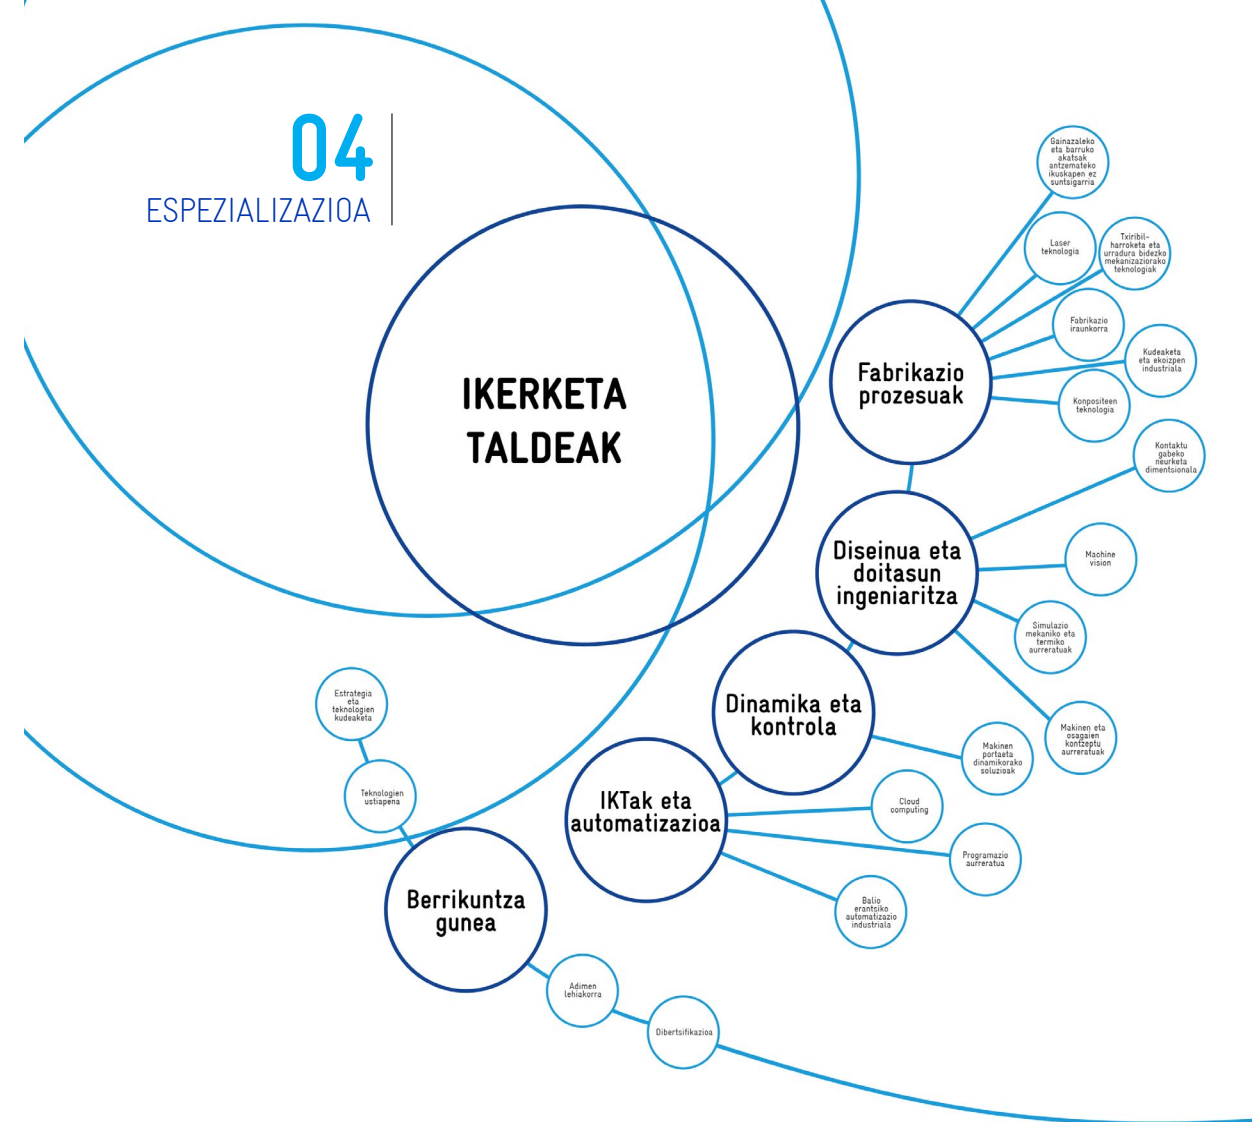 04
ESPEZIALIZAZIOA
IKERKETA
TALDEAK
Fabrikazio
prozesuak
Gainazaleko
eta barruko
akatsak
antzemateko
ikuskapen ez
suntsigarria
Laser
teknologia
Txiribil-
harroketa eta
urradura bidezko
mekanizaziorako
teknologiak
Fabrikazio
iraunkorra
Kudeaketa
eta ekoizpen
industriala
Konpositeen
teknologia
Diseinua eta
doitasun
ingeniaritza
Kontaktu
gabeko
neurketa
dimentsionala
Machine
vision
Simulazio
mekaniko eta
termiko
aurreratuak
Makinen eta
osagaien
kontzeptu
aurreratuak
Dinamika eta
kontrola
Makinen
portaeta
dinamikorako
soluzioak
IKTak eta
automatizazioa
Cloud
computing
Programazio
aurreratua
Balio
erantsiko
automatizazio
industriala
Berrikuntza
gunea
Estrategia
eta
teknologien
kudeaketa
Teknologien
ustiapena
Adimen
lehiakorra
Dibertsifikazioa